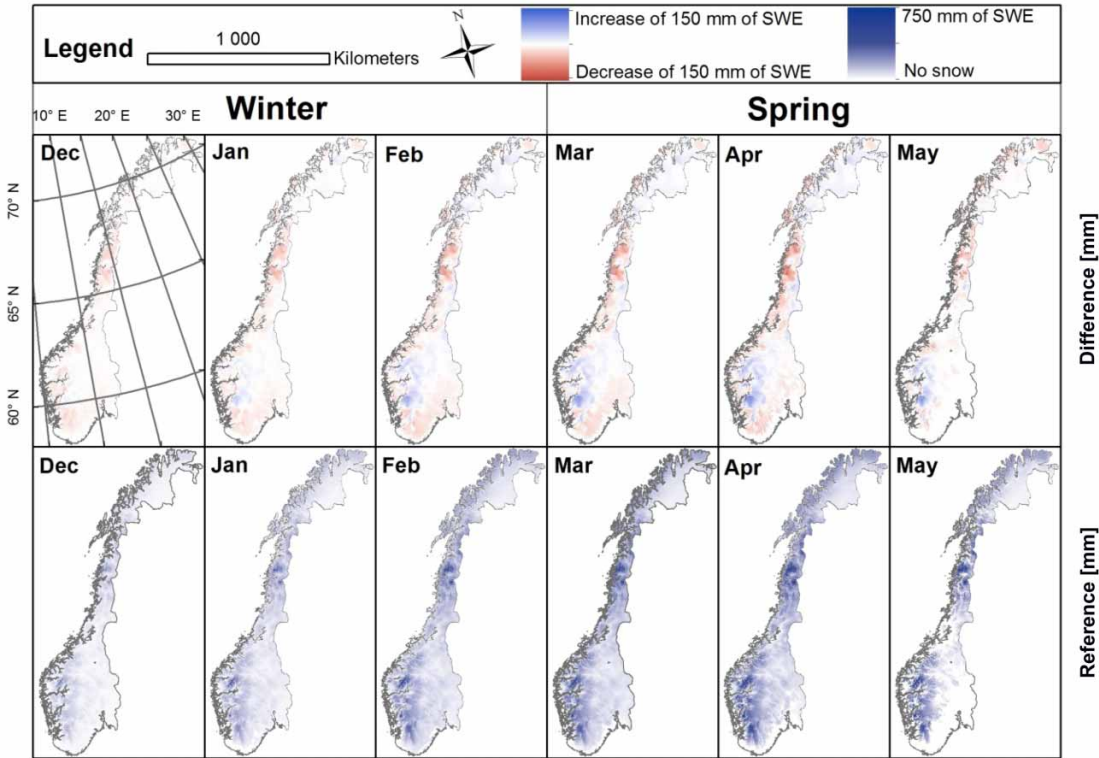 Legend
1 000
Kilometers
N
Increase of 150 mm of SWE
Decrease of 150 mm of SWE
750 mm of SWE
No snow
Winter
Spring
10° E 20° E 30° E
Dec
Jan
Feb
Mar
Apr
May
70° N
65° N
60° N
Difference [mm]
Dec
Jan
Feb
Mar
Apr
May
Reference [mm]